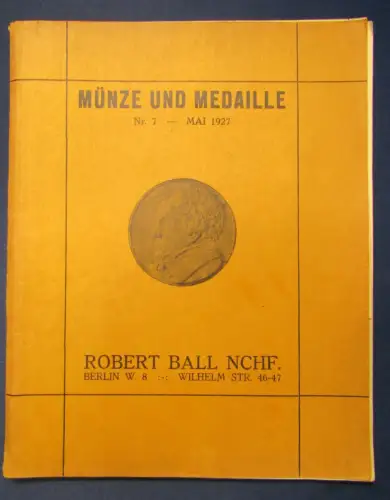 MÜNZE UND MEDAILLE
Nr. 7 — MAI 1927
ROBERT BALL NCHF.
BERLIN W. 8 :-: WILHELM STR. 46-47